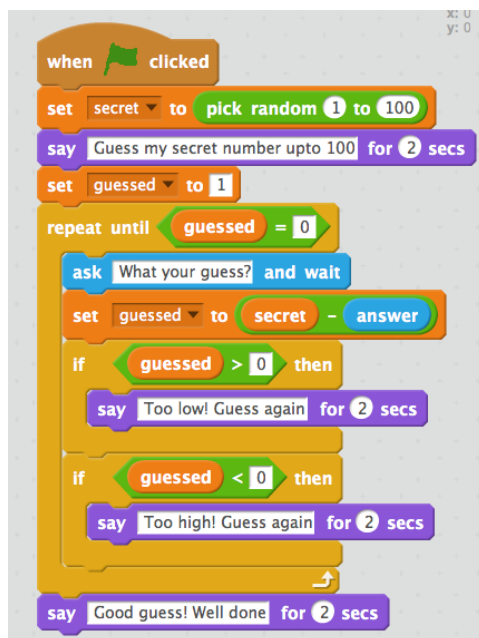 x: 0
y: 0
when clicked
set secret to pick random 1 to 100
say Guess my secret number upto 100 for 2 secs
set guessed to 1
repeat until guessed = 0
ask What your guess? and wait
set guessed to secret - answer
if guessed > 0 then
say Too low! Guess again for 2 secs
if guessed < 0 then
say Too high! Guess again for 2 secs
say Good guess! Well done for 2 secs